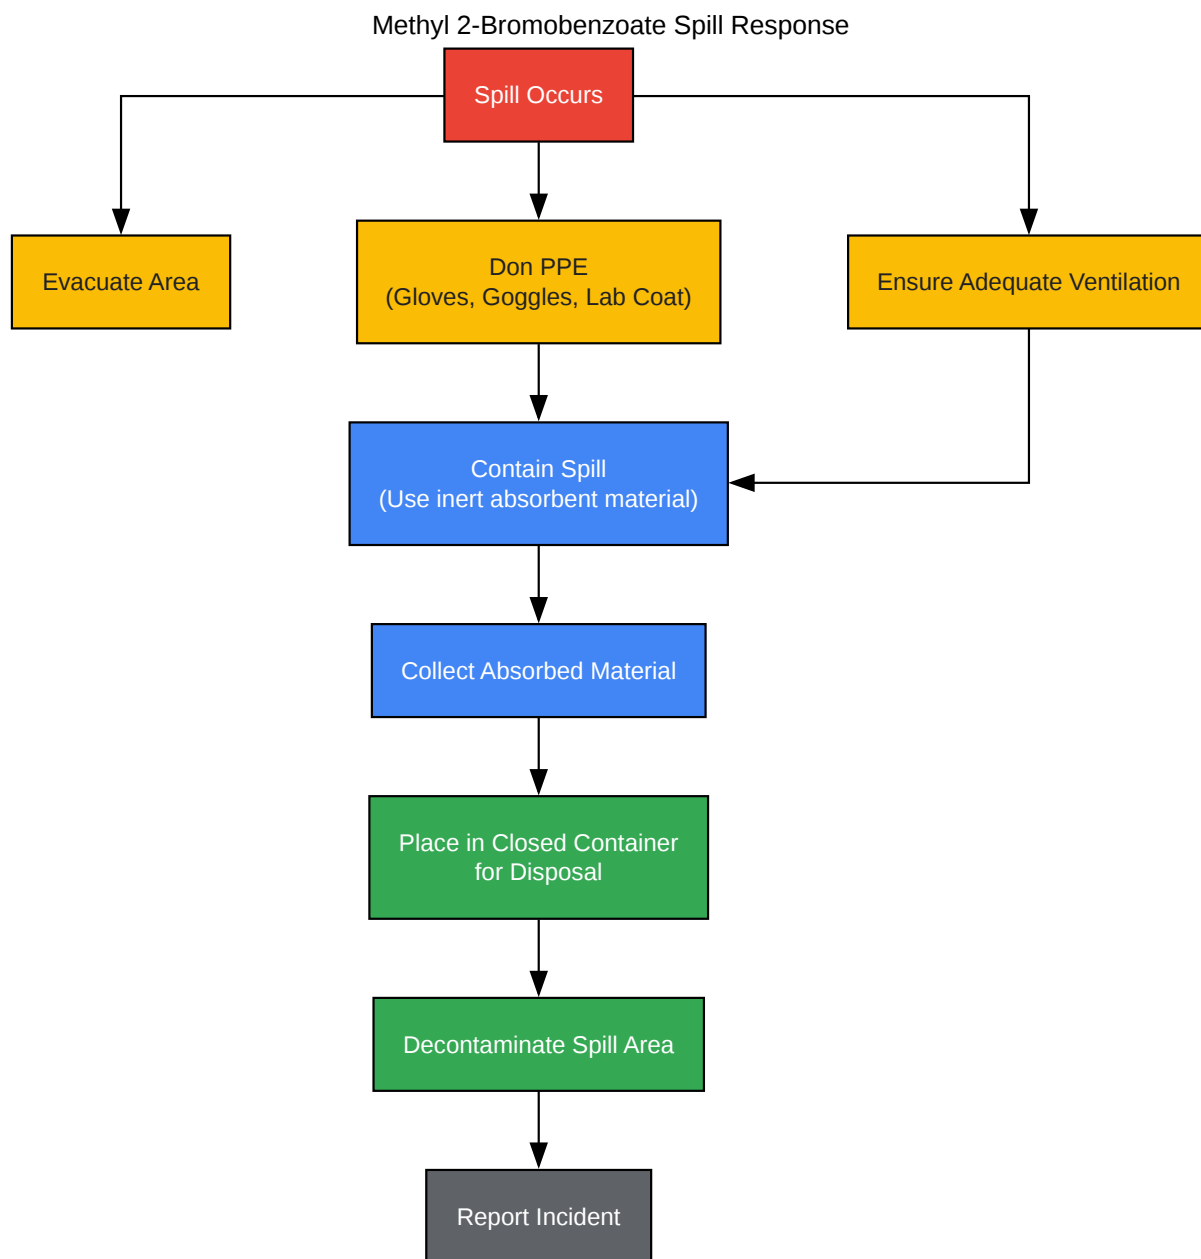 Methyl 2-Bromobenzoate Spill Response
Spill Occurs
Evacuate Area
Don PPE
(Gloves, Goggles, Lab Coat)
Ensure Adequate Ventilation
Contain Spill
(Use inert absorbent material)
Collect Absorbed Material
Place in Closed Container
for Disposal
Decontaminate Spill Area
Report Incident